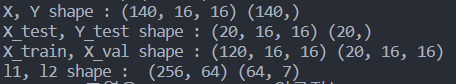 X, Y shape : (140, 16, 16) (140,)
X_test, Y_test shape : (20, 16, 16) (20,)
X_train, X_val shape : (120, 16, 16) (20, 16, 16)
l1, l2 shape :  (256, 64) (64, 7)